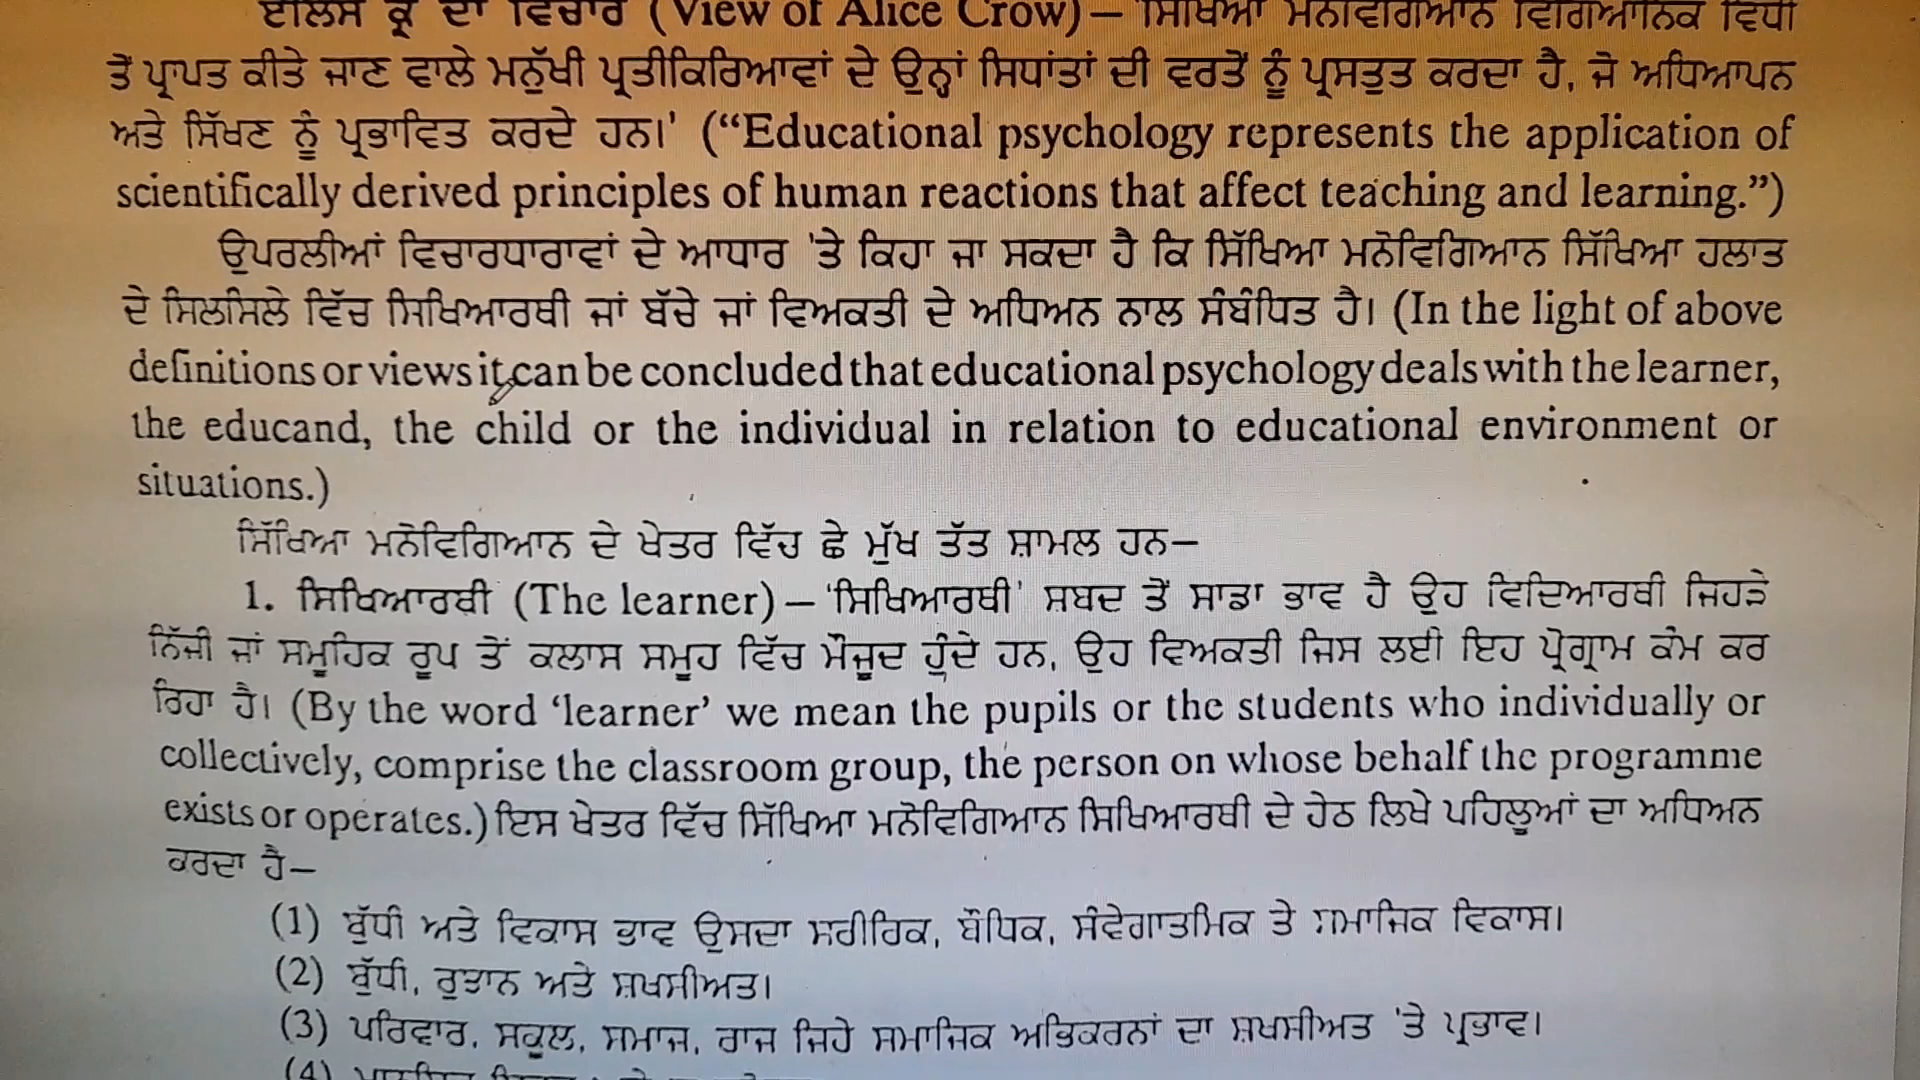 ਐਲਿਸ ਕ੍ਰੋ ਦਾ ਵਿਚਾਰ (View of Alice Crow) – ਸਿੱਖਿਆ ਮਨੋਵਿਗਿਆਨ ਵਿਗਿਆਨਿਕ ਵਿਧੀ
ਤੋਂ ਪ੍ਰਾਪਤ ਕੀਤੇ ਜਾਣ ਵਾਲੇ ਮਨੁੱਖੀ ਪ੍ਰਤੀਕਿਰਿਆਵਾਂ ਦੇ ਉਨ੍ਹਾਂ ਸਿਧਾਂਤਾਂ ਦੀ ਵਰਤੋਂ ਨੂੰ ਪ੍ਰਸਤੁਤ ਕਰਦਾ ਹੈ, ਜੋ ਅਧਿਆਪਨ
ਅਤੇ ਸਿੱਖਣ ਨੂੰ ਪ੍ਰਭਾਵਿਤ ਕਰਦੇ ਹਨ।' (“Educational psychology represents the application of
scientifically derived principles of human reactions that affect teaching and learning.”)
ਉਪਰਲੀਆਂ ਵਿਚਾਰਧਾਰਾਵਾਂ ਦੇ ਆਧਾਰ 'ਤੇ ਕਿਹਾ ਜਾ ਸਕਦਾ ਹੈ ਕਿ ਸਿੱਖਿਆ ਮਨੋਵਿਗਿਆਨ ਸਿੱਖਿਆ ਹਲਾਤ
ਦੇ ਸਿਲਸਿਲੇ ਵਿੱਚ ਸਿਖਿਆਰਥੀ ਜਾਂ ਬੱਚੇ ਜਾਂ ਵਿਅਕਤੀ ਦੇ ਅਧਿਅਨ ਨਾਲ ਸੰਬੰਧਿਤ ਹੈ। (In the light of above
definitions or views it can be concluded that educational psychology deals with the learner,
the educand, the child or the individual in relation to educational environment or
situations.)
ਸਿੱਖਿਆ ਮਨੋਵਿਗਿਆਨ ਦੇ ਖੇਤਰ ਵਿੱਚ ਛੇ ਮੁੱਖ ਤੱਤ ਸ਼ਾਮਲ ਹਨ–
1. ਸਿਖਿਆਰਥੀ (The learner) – 'ਸਿਖਿਆਰਥੀ' ਸ਼ਬਦ ਤੋਂ ਸਾਡਾ ਭਾਵ ਹੈ ਉਹ ਵਿਦਿਆਰਥੀ ਜਿਹੜੇ
ਨਿੱਜੀ ਜਾਂ ਸਮੂਹਿਕ ਰੂਪ ਤੋਂ ਕਲਾਸ ਸਮੂਹ ਵਿੱਚ ਮੌਜੂਦ ਹੁੰਦੇ ਹਨ, ਉਹ ਵਿਅਕਤੀ ਜਿਸ ਲਈ ਇਹ ਪ੍ਰੋਗ੍ਰਾਮ ਕੰਮ ਕਰ
ਰਿਹਾ ਹੈ। (By the word ‘learner’ we mean the pupils or the students who individually or
collectively, comprise the classroom group, the person on whose behalf the programme
exists or operates.) ਇਸ ਖੇਤਰ ਵਿੱਚ ਸਿੱਖਿਆ ਮਨੋਵਿਗਿਆਨ ਸਿਖਿਆਰਥੀ ਦੇ ਹੇਠ ਲਿਖੇ ਪਹਿਲੂਆਂ ਦਾ ਅਧਿਅਨ
ਕਰਦਾ ਹੈ–
(1) ਬੁੱਧੀ ਅਤੇ ਵਿਕਾਸ ਭਾਵ ਉਸਦਾ ਸਰੀਰਿਕ, ਬੌਧਿਕ, ਸੰਵੇਗਾਤਮਿਕ ਤੇ ਸਮਾਜਿਕ ਵਿਕਾਸ।
(2) ਬੁੱਧੀ, ਰੁਝਾਨ ਅਤੇ ਸ਼ਖਸੀਅਤ।
(3) ਪਰਿਵਾਰ, ਸਕੂਲ, ਸਮਾਜ, ਰਾਜ ਜਿਹੇ ਸਮਾਜਿਕ ਅਭਿਕਰਨਾਂ ਦਾ ਸ਼ਖਸੀਅਤ 'ਤੇ ਪ੍ਰਭਾਵ।
(4)